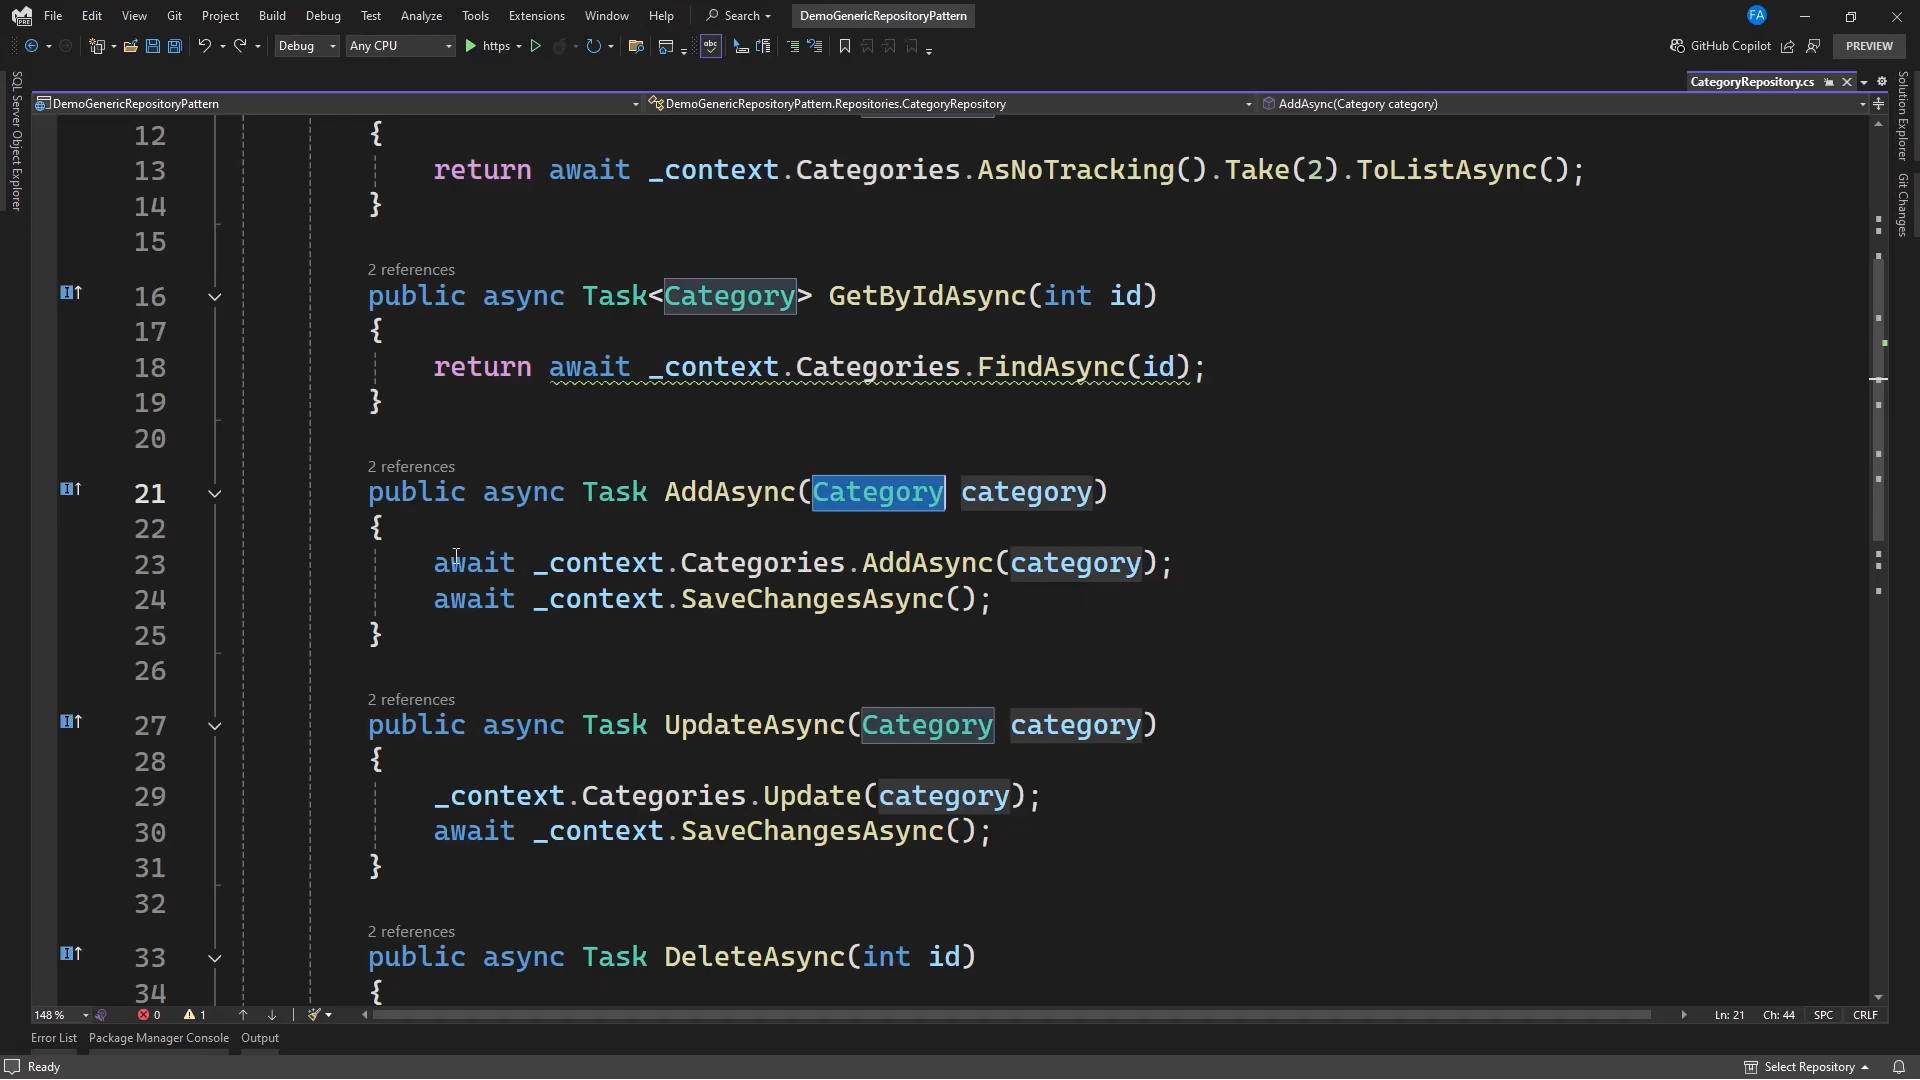 File Edit View Git Project Build Debug Test Analyze Tools Extensions Window Help Search DemoGenericRepositoryPattern FA
Debug Any CPU https GitHub Copilot PREVIEW
SQL Server Object Explorer
Solution Explorer
Git Changes
CategoryRepository.cs
DemoGenericRepositoryPattern DemoGenericRepositoryPattern.Repositories.CategoryRepository AddAsync(Category category)
12 {
13 return await _context.Categories.AsNoTracking().Take(2).ToListAsync();
14 }
15
2 references
16 public async Task<Category> GetByIdAsync(int id)
17 {
18 return await _context.Categories.FindAsync(id);
19 }
20
2 references
21 public async Task AddAsync(Category category)
22 {
23 await _context.Categories.AddAsync(category);
24 await _context.SaveChangesAsync();
25 }
26
2 references
27 public async Task UpdateAsync(Category category)
28 {
29 _context.Categories.Update(category);
30 await _context.SaveChangesAsync();
31 }
32
2 references
33 public async Task DeleteAsync(int id)
34 {
148 % 0 1 Ln: 21 Ch: 44 SPC CRLF
Error List Package Manager Console Output
Ready Select Repository